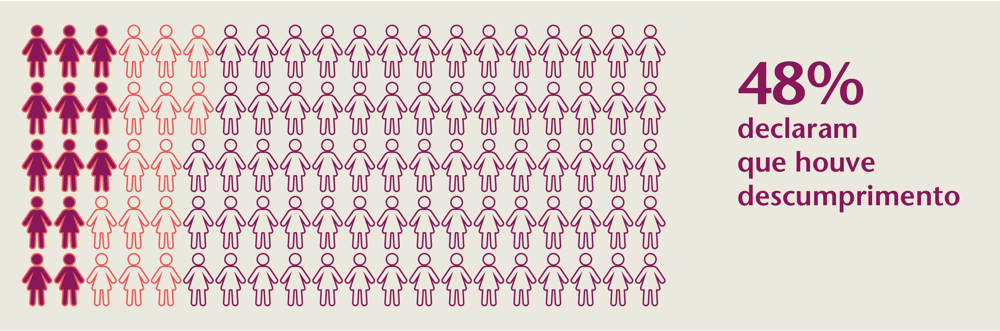 48%
declaram
que houve
descumprimento